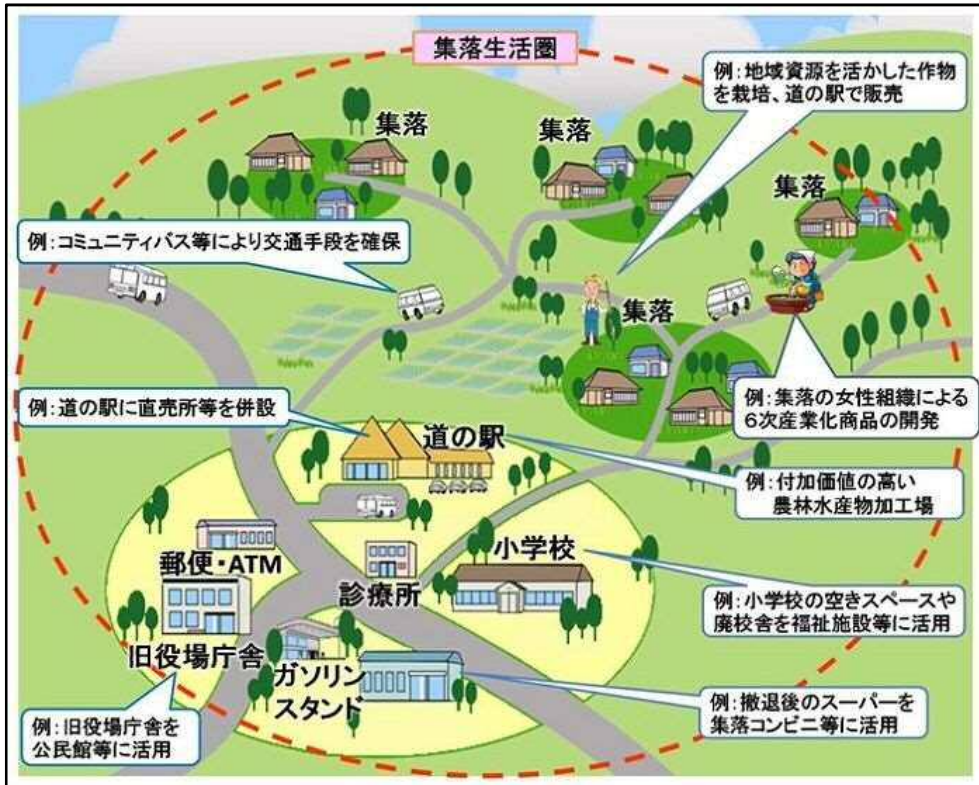 集落生活圏
例：地域資源を活かした作物
を栽培、道の駅で販売
集落
集落
集落
例：コミュニティバス等により交通手段を確保
集落
例：集落の女性組織による
６次産業化商品の開発
例：道の駅に直売所等を併設
道の駅
例：付加価値の高い
農林水産物加工場
郵便・ATM
診療所
小学校
例：小学校の空きスペースや
廃校舎を福祉施設等に活用
旧役場庁舎
ガソリン
スタンド
例：旧役場庁舎を
公民館等に活用
例：撤退後のスーパーを
集落コンビニ等に活用